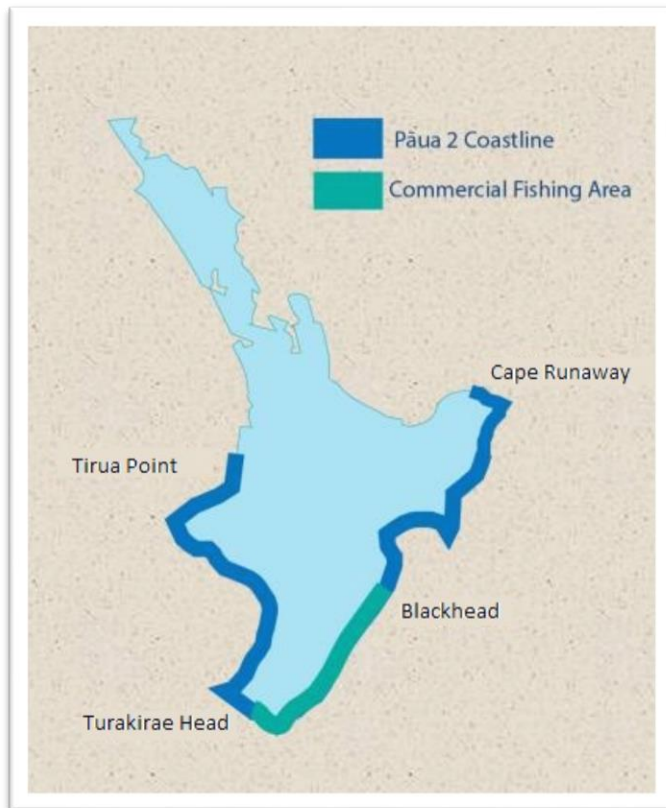 Pāua 2 Coastline
Commercial Fishing Area
Cape Runaway
Tirua Point
Blackhead
Turakirae Head